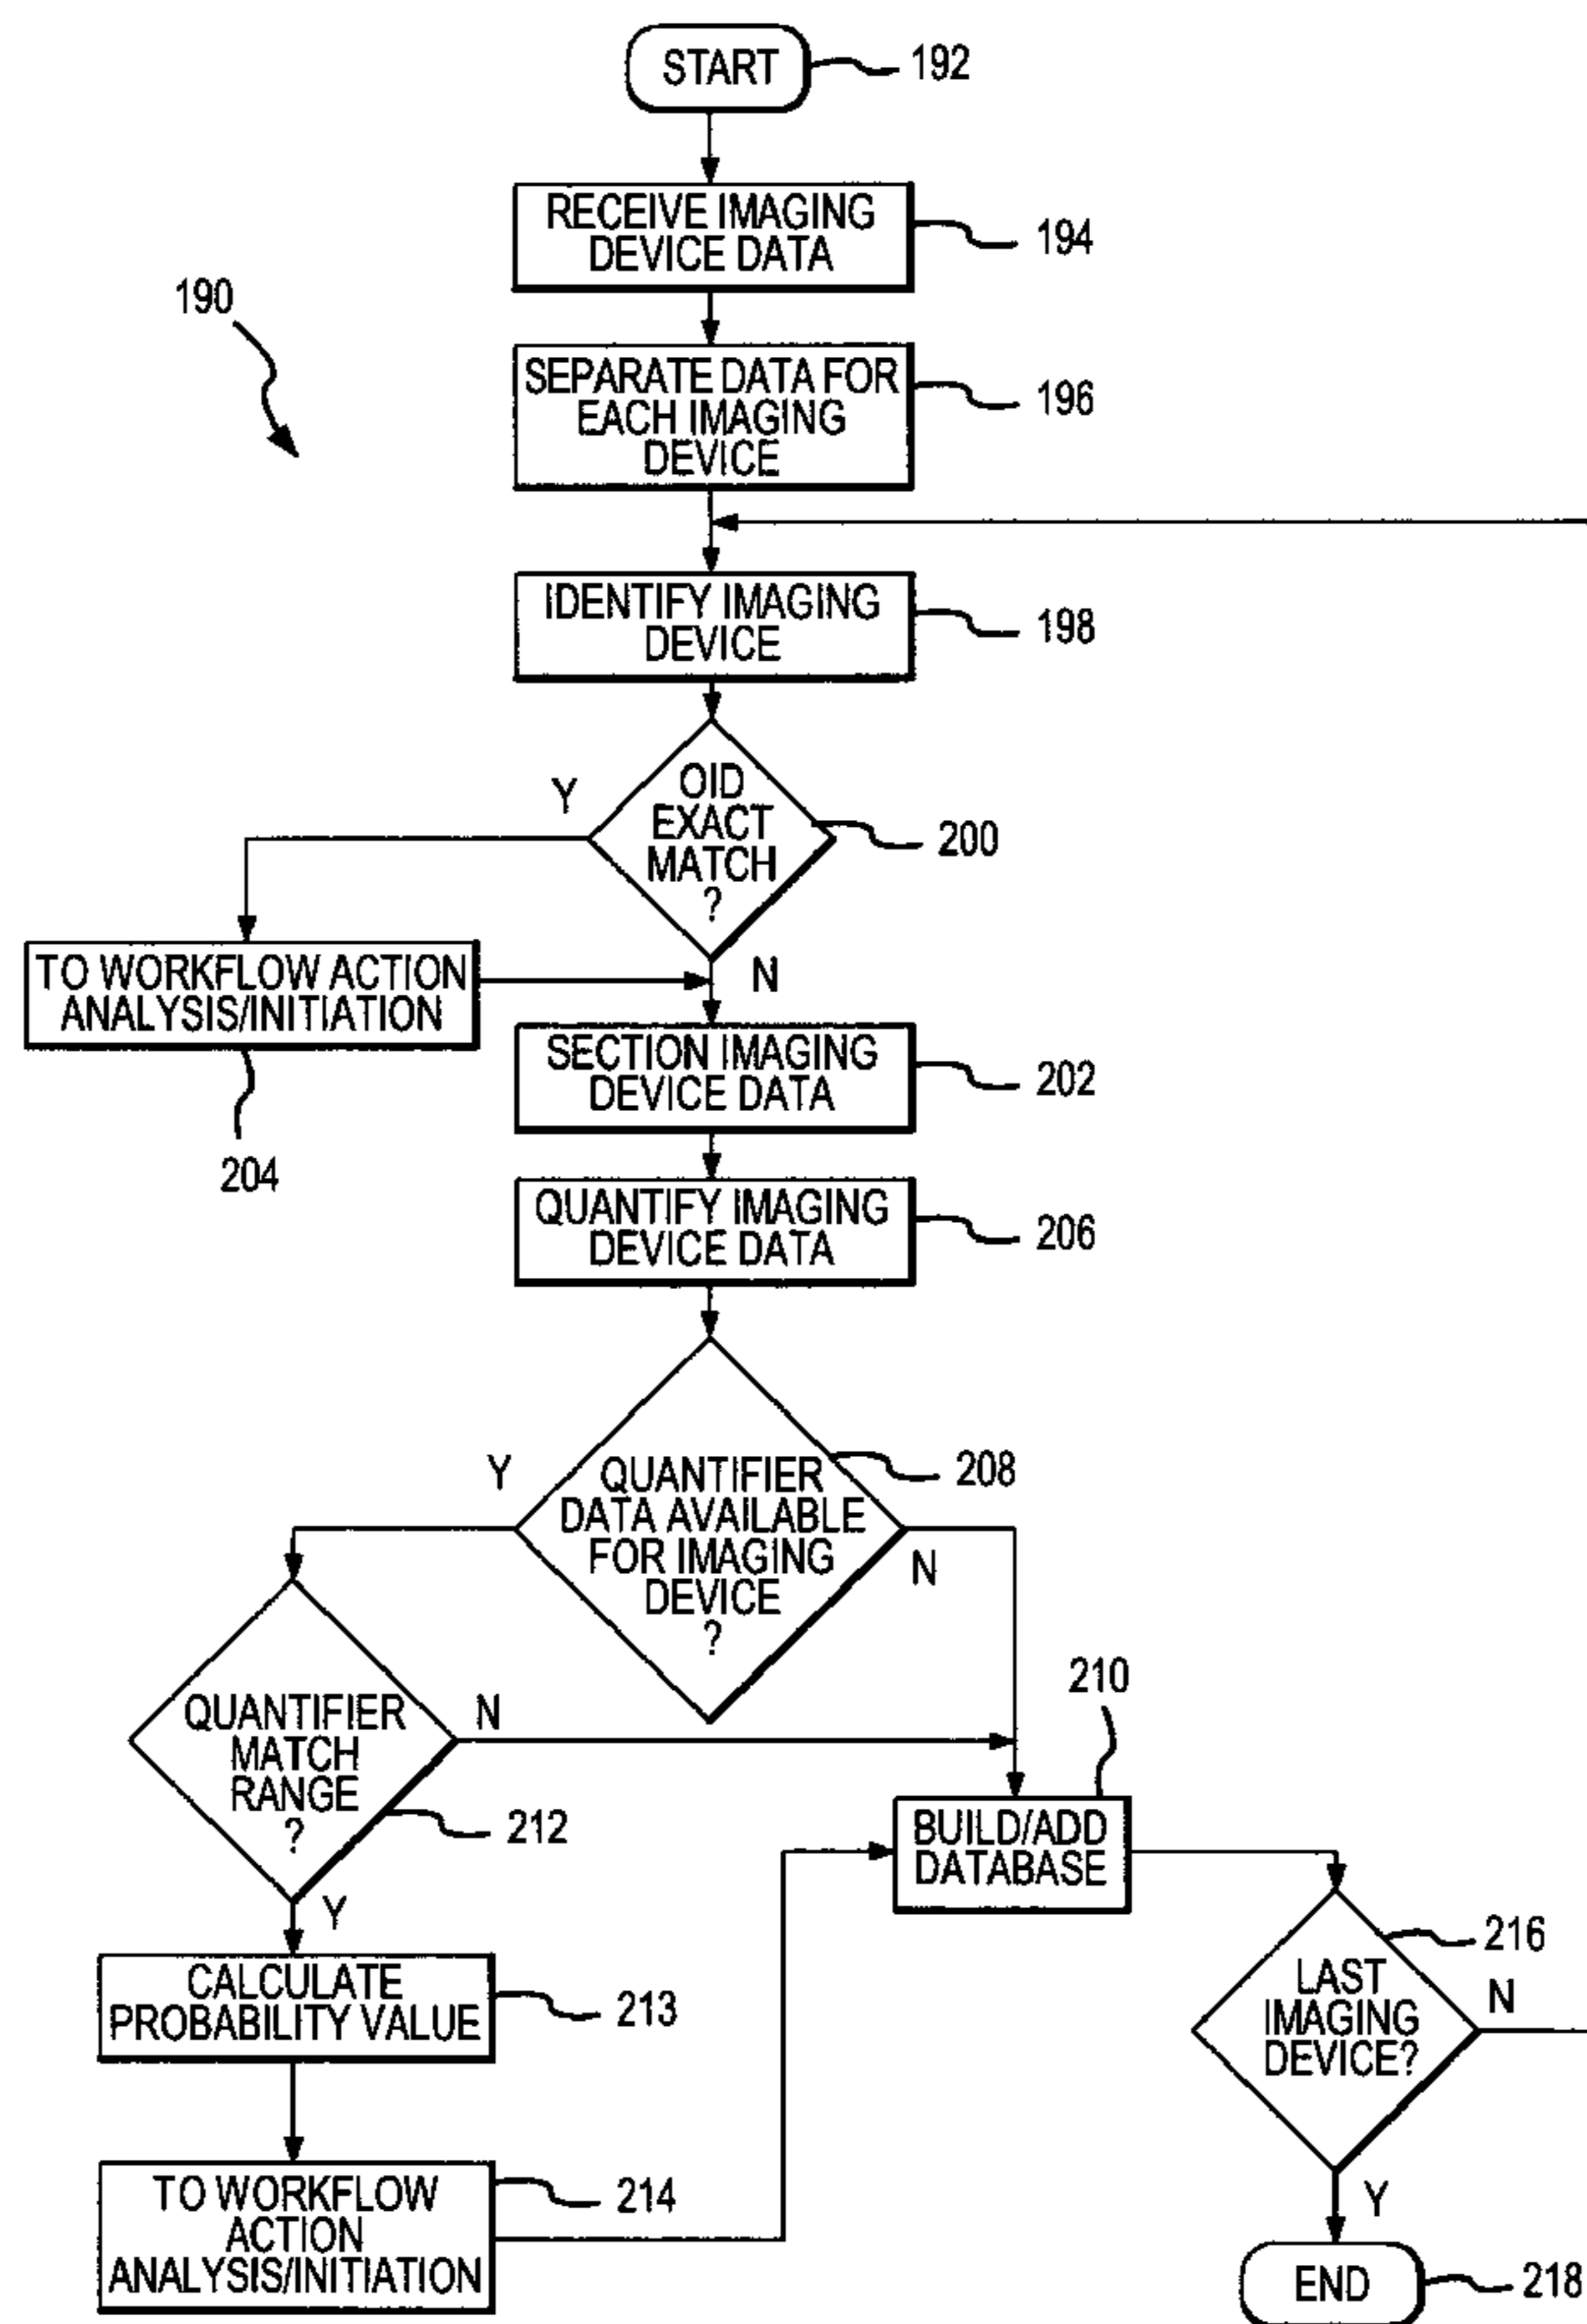 START
192
RECEIVE IMAGING
DEVICE DATA
194
190
SEPARATE DATA FOR
EACH IMAGING
DEVICE
196
IDENTIFY IMAGING
DEVICE
198
Y
OID
EXACT
MATCH
?
200
TO WORKFLOW ACTION
ANALYSIS/INITIATION
N
SECTION IMAGING
DEVICE DATA
202
204
QUANTIFY IMAGING
DEVICE DATA
206
Y
QUANTIFIER
DATA AVAILABLE
FOR IMAGING
DEVICE
?
208
N
210
QUANTIFIER
MATCH
RANGE
?
N
212
BUILD/ADD
DATABASE
Y
216
CALCULATE
PROBABILITY VALUE
213
LAST
IMAGING
DEVICE?
N
TO WORKFLOW
ACTION
ANALYSIS/INITIATION
214
Y
END
218